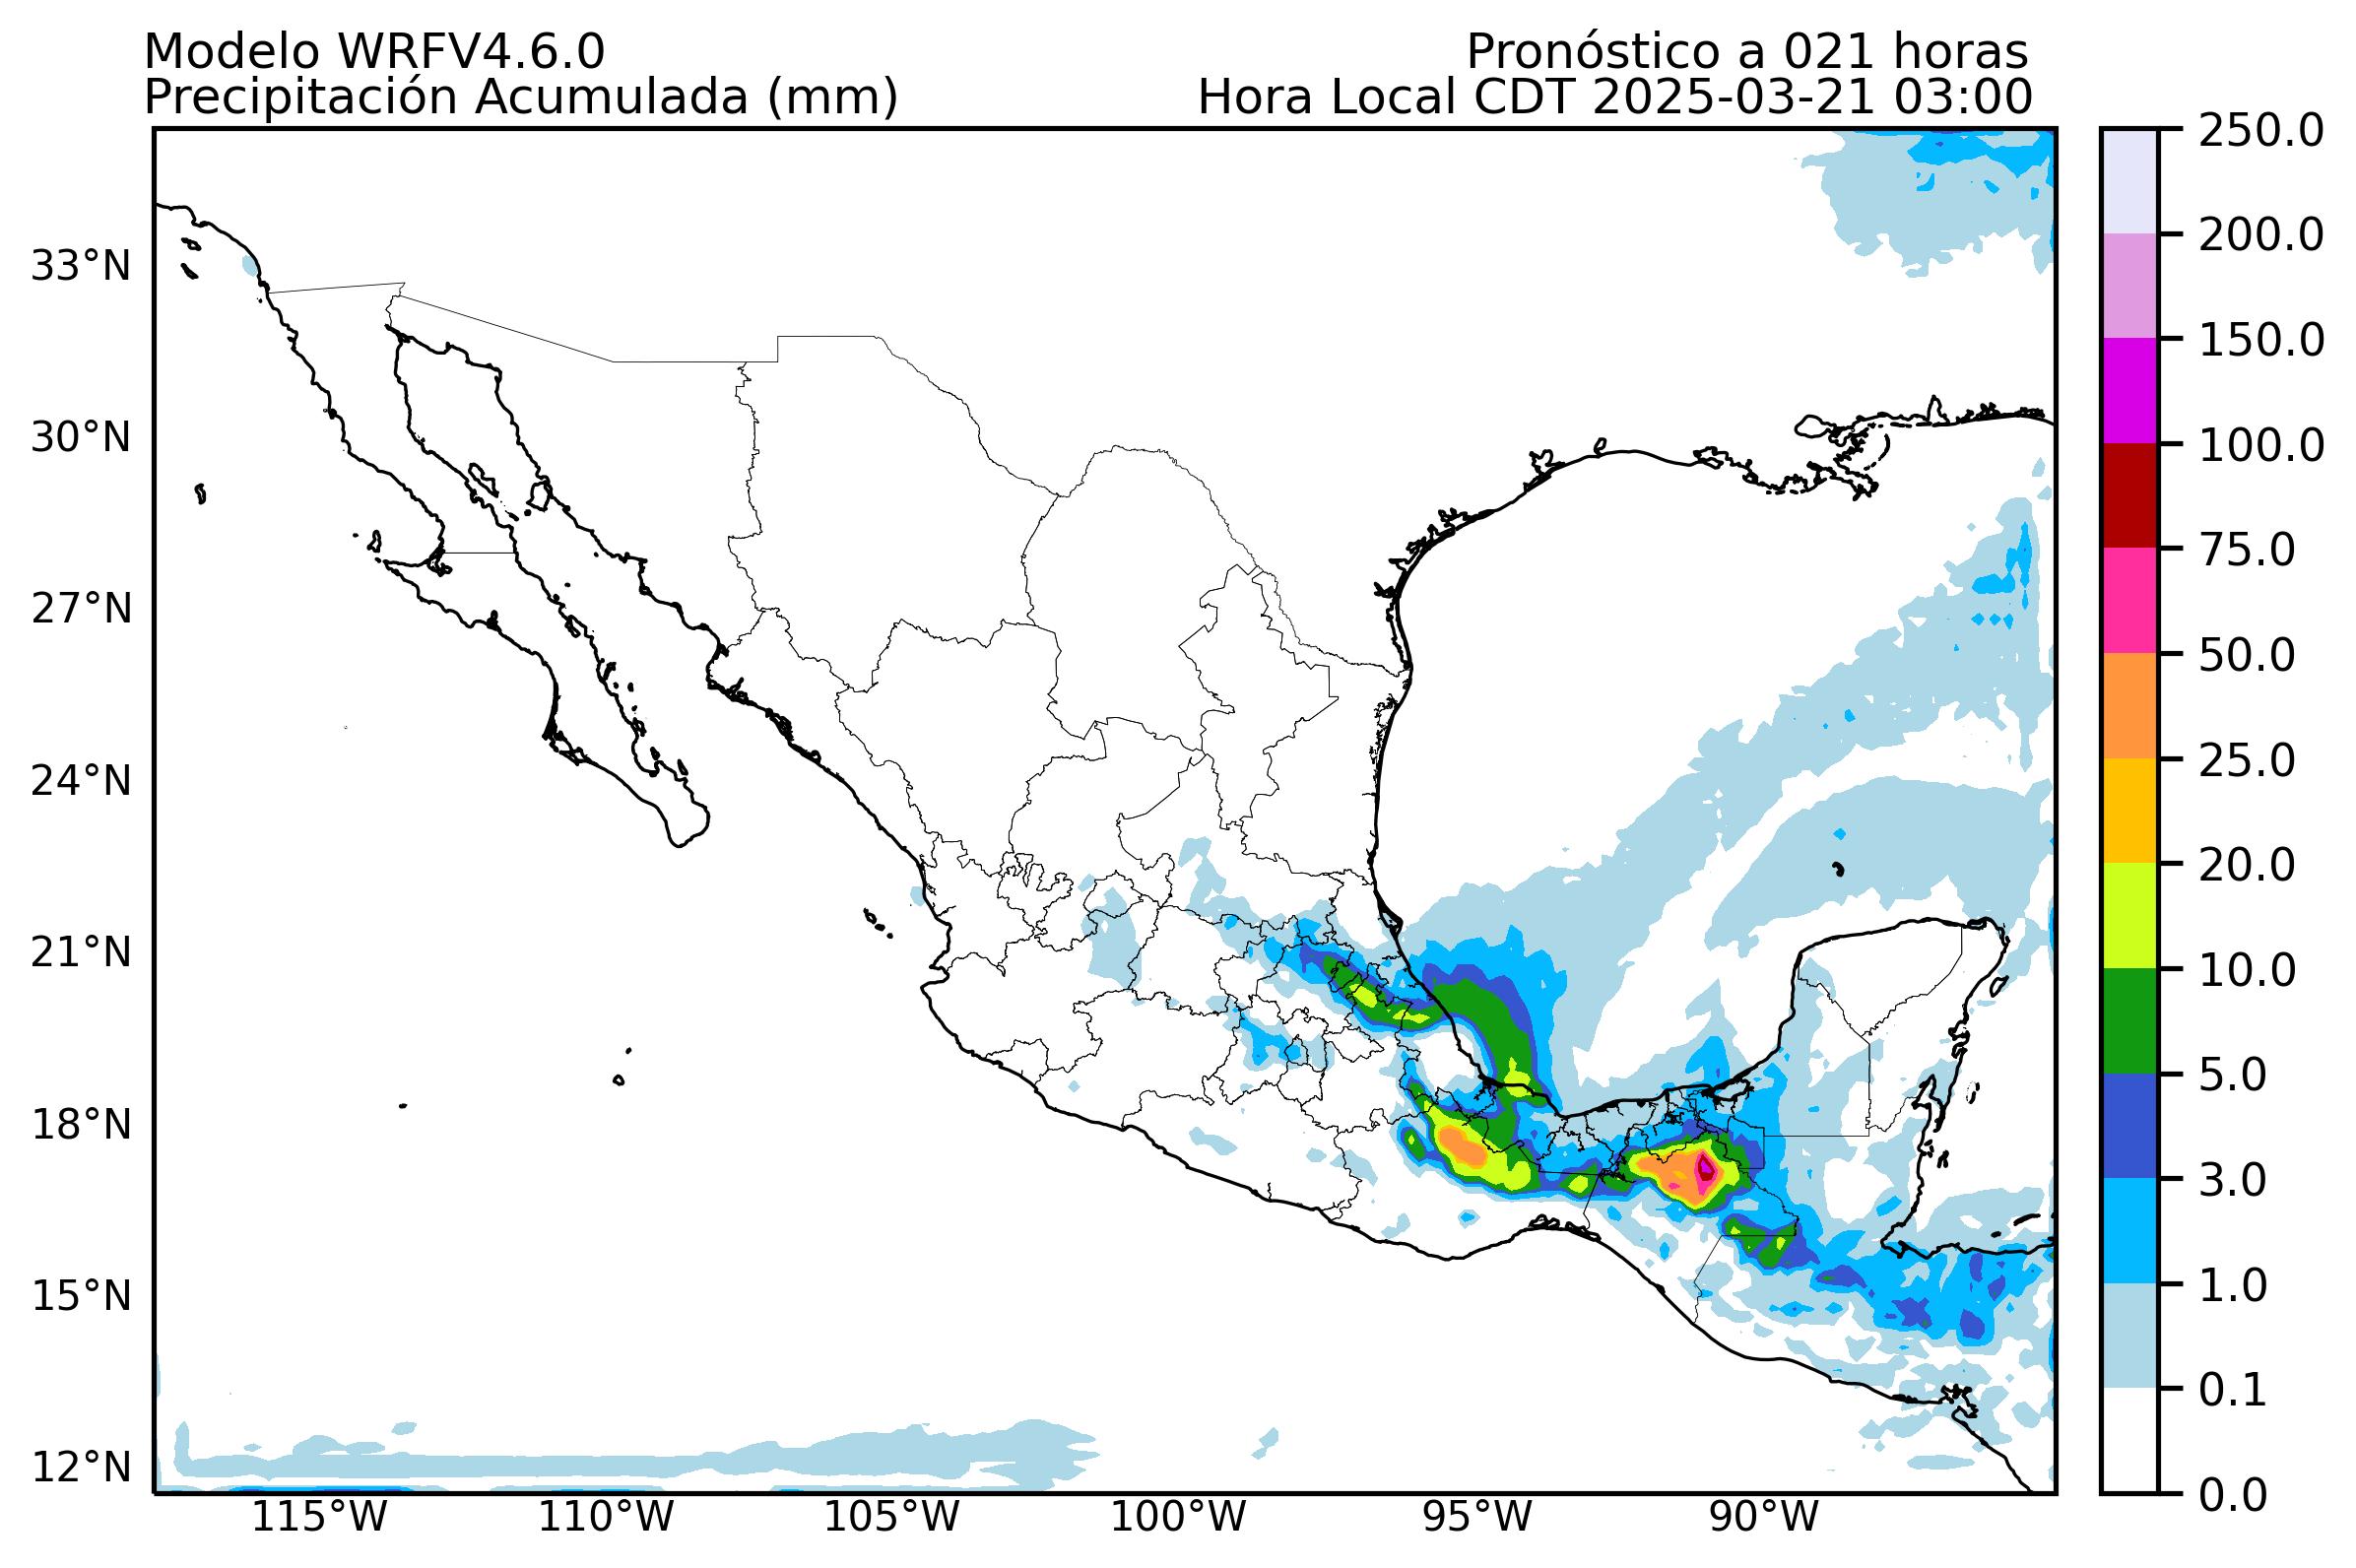 Modelo WRFV4.6.0
Pronóstico a 021 horas
Precipitación Acumulada (mm)
Hora Local CDT 2025-03-21 03:00
250.0
200.0
150.0
100.0
75.0
50.0
25.0
20.0
10.0
5.0
3.0
1.0
0.1
0.0
33°N
30°N
27°N
24°N
21°N
18°N
15°N
12°N
115°W
110°W
105°W
100°W
95°W
90°W